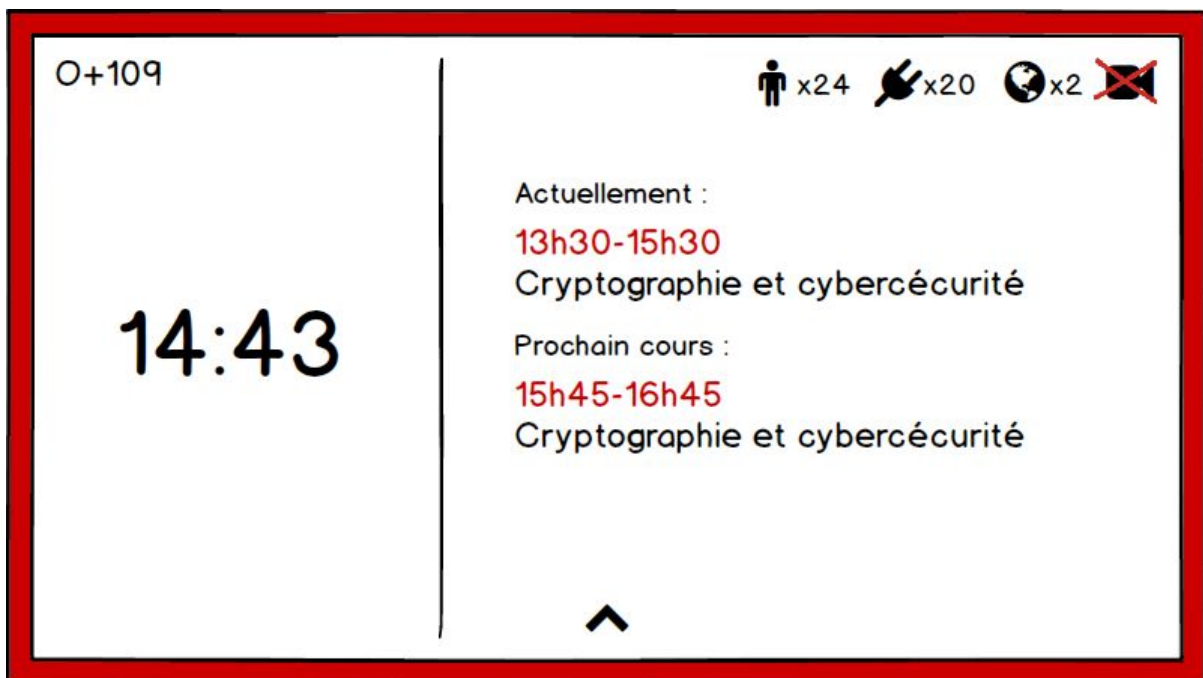 O+109
x24 x20 x2
14:43
Actuellement :
13h30-15h30
Cryptographie et cybercécurité
Prochain cours :
15h45-16h45
Cryptographie et cybercécurité